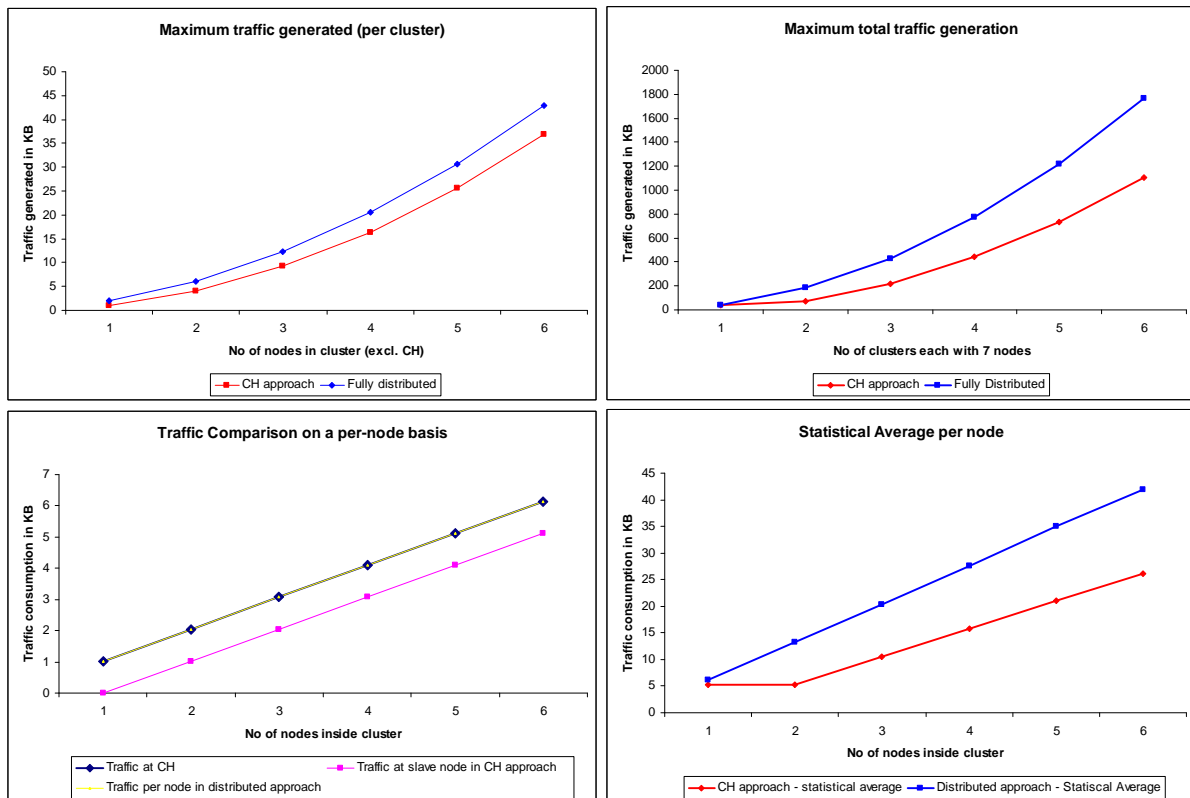 Maximum traffic generated (per cluster)
50
45
40
35
30
25
20
15
10
5
0
Traffic generated in KB
1 2 3 4 5 6
No of nodes in cluster (excl. CH)
CH approach Fully distributed
Maximum total traffic generation
2000
1800
1600
1400
1200
1000
800
600
400
200
0
Traffic generated in KB
1 2 3 4 5 6
No of clusters each with 7 nodes
CH approach Fully Distributed
Traffic Comparison on a per-node basis
7
6
5
4
3
2
1
0
Traffic consumption in KB
1 2 3 4 5 6
No of nodes inside cluster
Traffic at CH Traffic at slave node in CH approach
Traffic per node in distributed approach
Statistical Average per node
45
40
35
30
25
20
15
10
5
0
Traffic consumption in KB
1 2 3 4 5 6
No of nodes inside cluster
CH approach - statistical average Distributed approach - Statiscal Average